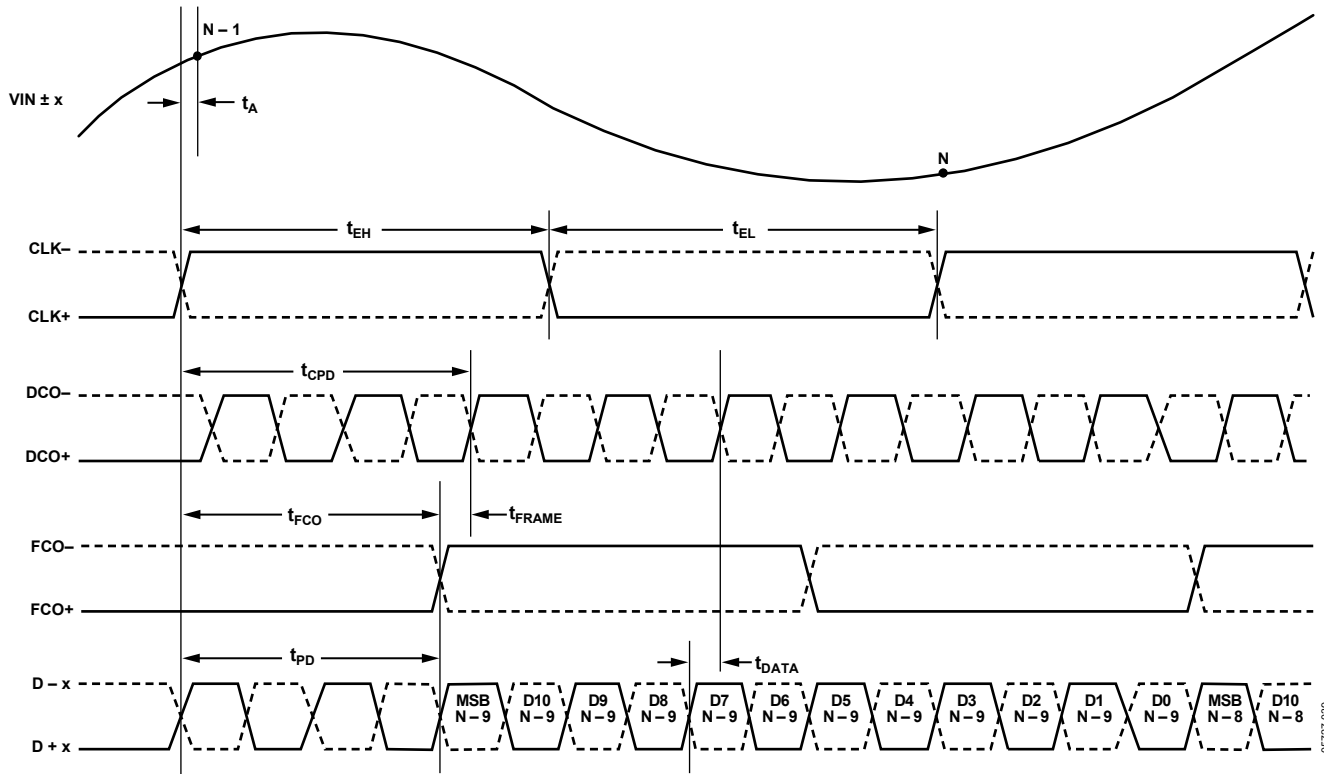 N – 1
VIN ± x
tA
N
tEH
tEL
CLK–
CLK+
tCPD
DCO–
DCO+
tFCO
tFRAME
FCO–
FCO+
tPD
tDATA
D – x
MSB D10 D9 D8 D7 D6 D5 D4 D3 D2 D1 D0 MSB D10
N – 9 N – 9 N – 9 N – 9 N – 9 N – 9 N – 9 N – 9 N – 9 N – 9 N – 9 N – 9 N – 8 N – 8
D + x